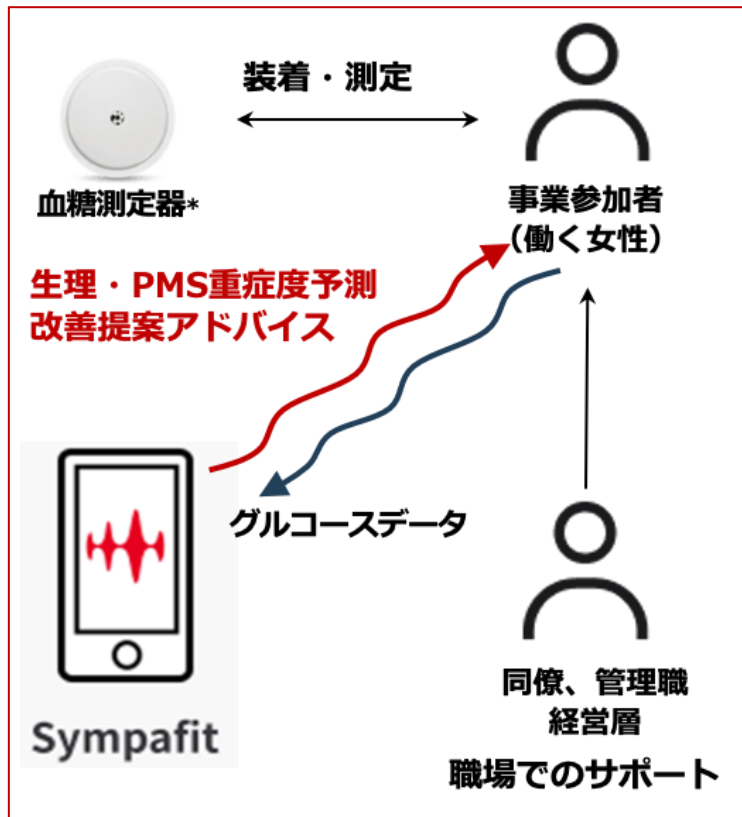 装着・測定
血糖測定器*
事業参加者
（働く女性）
生理・PMS重症度予測
改善提案アドバイス
グルコースデータ
Sympafit
同僚、管理職
経営層
職場でのサポート